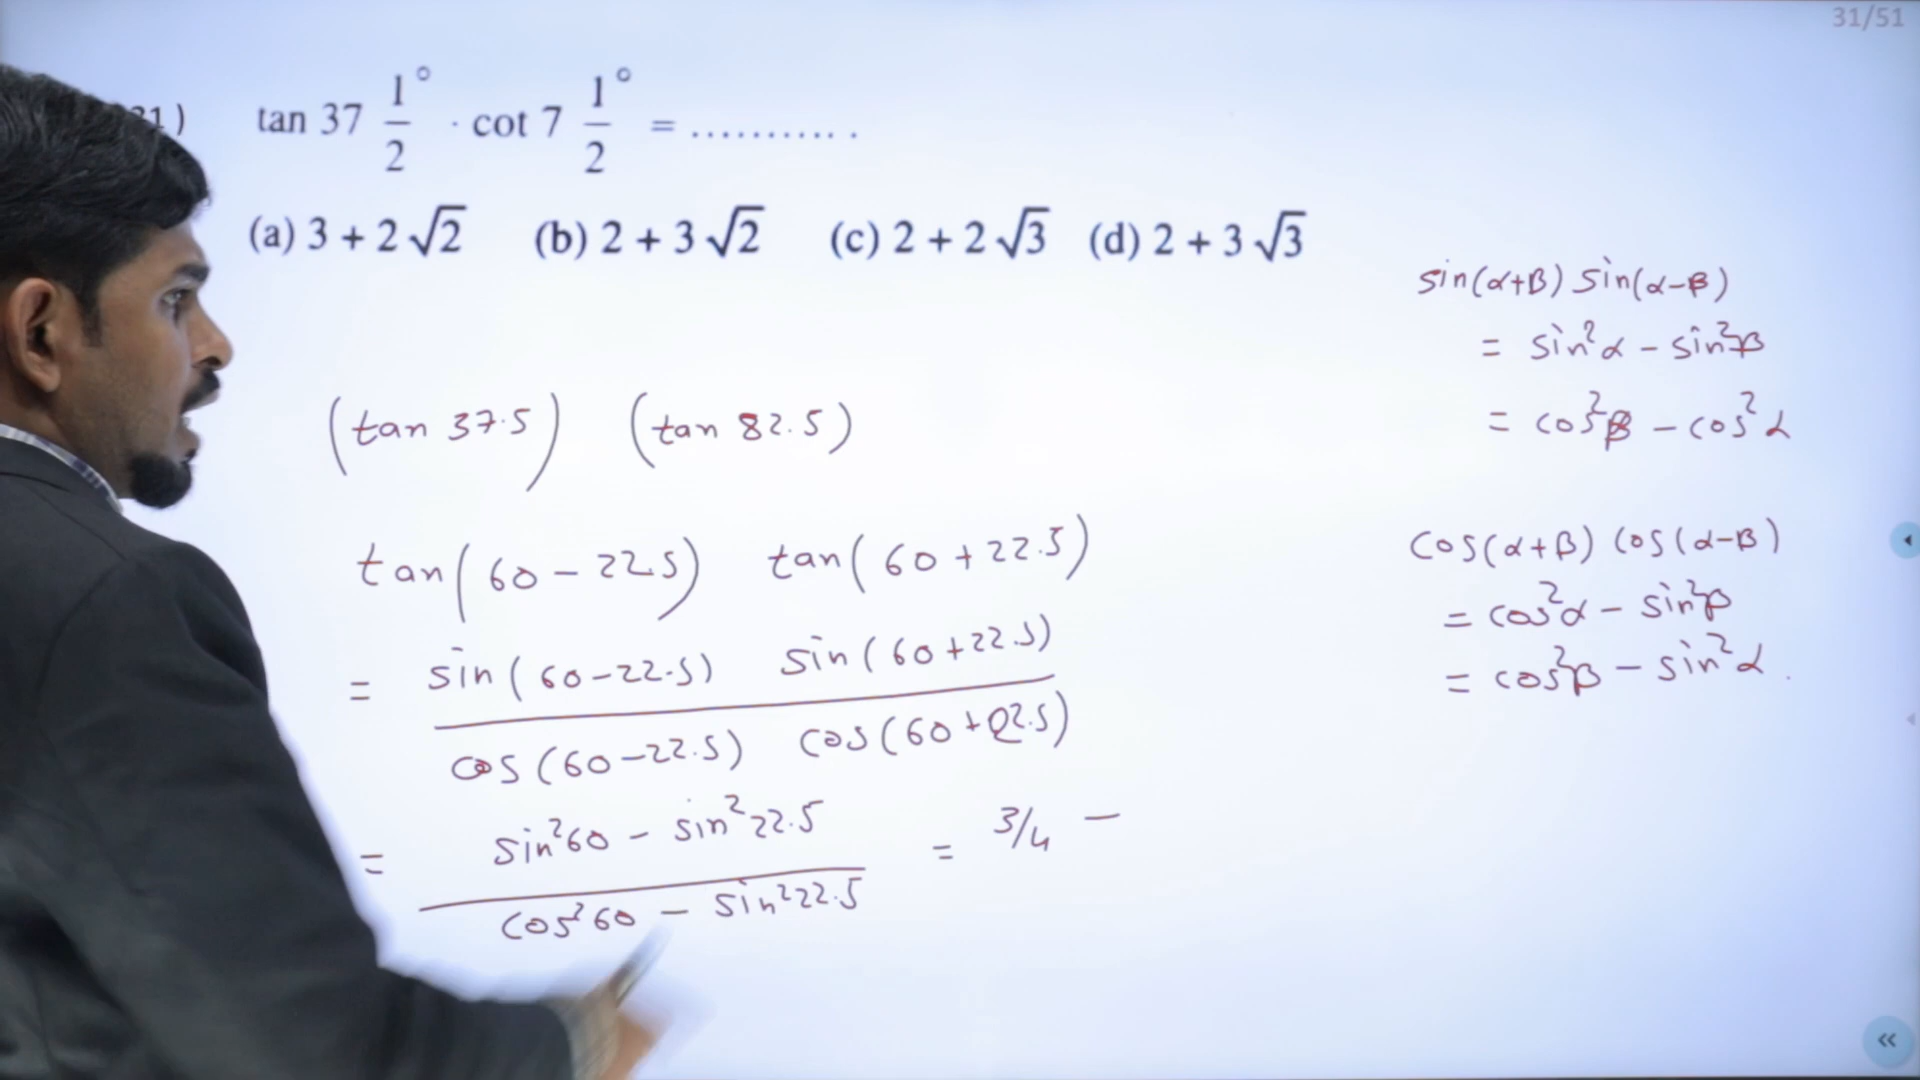 31/51
31) tan 37 1/2° · cot 7 1/2° = ........... .
(a) 3 + 2√2 (b) 2 + 3√2 (c) 2 + 2√3 (d) 2 + 3√3
(tan 37.5) (tan 82.5)
tan(60 − 22.5) tan(60 + 22.5)
= sin(60−22.5) sin(60+22.5)
cos(60−22.5) cos(60+22.5)
= sin²60 − sin²22.5 = 3/4 −
cos²60 − sin²22.5
sin(α+β) sin(α−β)
= sin²α − sin²β
= cos²β − cos²α
cos(α+β) cos(α−β)
= cos²α − sin²β
= cos²β − sin²α .
«